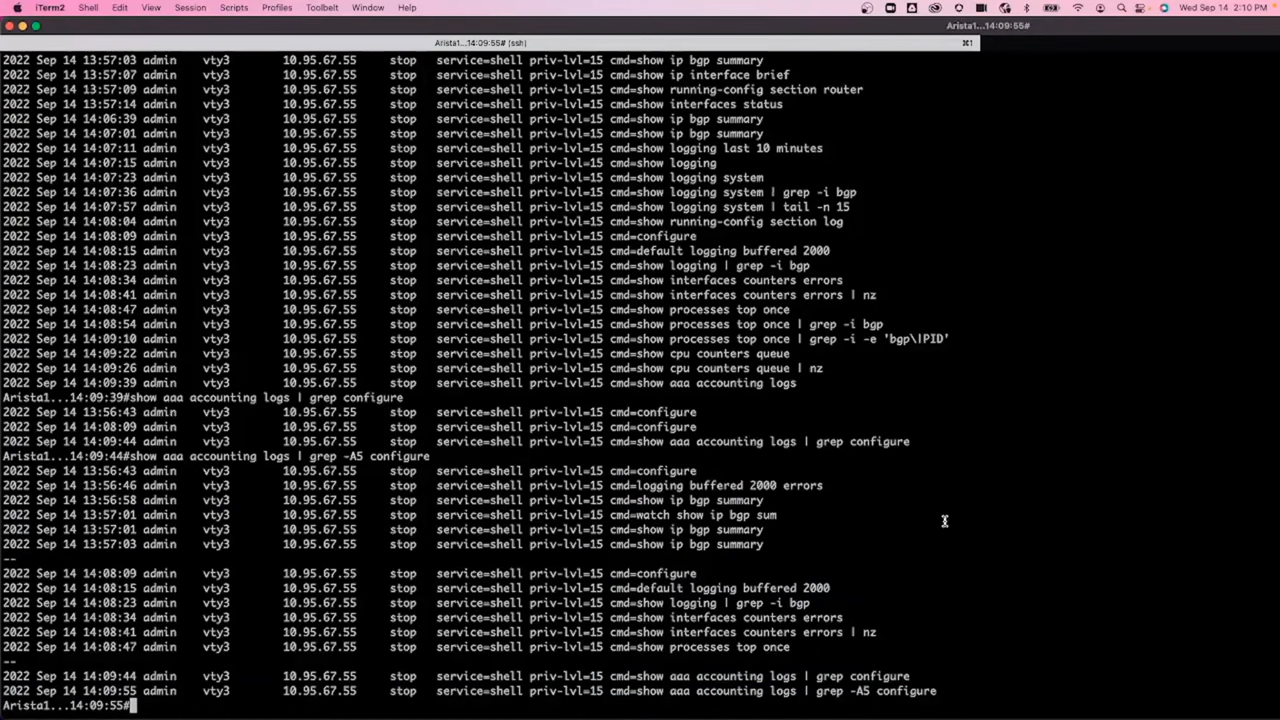 iTerm2 Shell Edit View Session Scripts Profiles Toolbelt Window Help Wed Sep 14 2:10 PM
Arista1...14:09:55#
Arista1...14:09:55# (ssh) ⌘1
2022 Sep 14 13:57:03 admin vty3 10.95.67.55 stop service=shell priv-lvl=15 cmd=show ip bgp summary
2022 Sep 14 13:57:07 admin vty3 10.95.67.55 stop service=shell priv-lvl=15 cmd=show ip interface brief
2022 Sep 14 13:57:09 admin vty3 10.95.67.55 stop service=shell priv-lvl=15 cmd=show running-config section router
2022 Sep 14 13:57:14 admin vty3 10.95.67.55 stop service=shell priv-lvl=15 cmd=show interfaces status
2022 Sep 14 14:06:39 admin vty3 10.95.67.55 stop service=shell priv-lvl=15 cmd=show ip bgp summary
2022 Sep 14 14:07:01 admin vty3 10.95.67.55 stop service=shell priv-lvl=15 cmd=show ip bgp summary
2022 Sep 14 14:07:11 admin vty3 10.95.67.55 stop service=shell priv-lvl=15 cmd=show logging last 10 minutes
2022 Sep 14 14:07:15 admin vty3 10.95.67.55 stop service=shell priv-lvl=15 cmd=show logging
2022 Sep 14 14:07:23 admin vty3 10.95.67.55 stop service=shell priv-lvl=15 cmd=show logging system
2022 Sep 14 14:07:36 admin vty3 10.95.67.55 stop service=shell priv-lvl=15 cmd=show logging system | grep -i bgp
2022 Sep 14 14:07:57 admin vty3 10.95.67.55 stop service=shell priv-lvl=15 cmd=show logging system | tail -n 15
2022 Sep 14 14:08:04 admin vty3 10.95.67.55 stop service=shell priv-lvl=15 cmd=show running-config section log
2022 Sep 14 14:08:09 admin vty3 10.95.67.55 stop service=shell priv-lvl=15 cmd=configure
2022 Sep 14 14:08:15 admin vty3 10.95.67.55 stop service=shell priv-lvl=15 cmd=default logging buffered 2000
2022 Sep 14 14:08:23 admin vty3 10.95.67.55 stop service=shell priv-lvl=15 cmd=show logging | grep -i bgp
2022 Sep 14 14:08:34 admin vty3 10.95.67.55 stop service=shell priv-lvl=15 cmd=show interfaces counters errors
2022 Sep 14 14:08:41 admin vty3 10.95.67.55 stop service=shell priv-lvl=15 cmd=show interfaces counters errors | nz
2022 Sep 14 14:08:47 admin vty3 10.95.67.55 stop service=shell priv-lvl=15 cmd=show processes top once
2022 Sep 14 14:08:54 admin vty3 10.95.67.55 stop service=shell priv-lvl=15 cmd=show processes top once | grep -i bgp
2022 Sep 14 14:09:10 admin vty3 10.95.67.55 stop service=shell priv-lvl=15 cmd=show processes top once | grep -i -e 'bgp\|PID'
2022 Sep 14 14:09:22 admin vty3 10.95.67.55 stop service=shell priv-lvl=15 cmd=show cpu counters queue
2022 Sep 14 14:09:26 admin vty3 10.95.67.55 stop service=shell priv-lvl=15 cmd=show cpu counters queue | nz
2022 Sep 14 14:09:39 admin vty3 10.95.67.55 stop service=shell priv-lvl=15 cmd=show aaa accounting logs
Arista1...14:09:39#show aaa accounting logs | grep configure
2022 Sep 14 13:56:43 admin vty3 10.95.67.55 stop service=shell priv-lvl=15 cmd=configure
2022 Sep 14 14:08:09 admin vty3 10.95.67.55 stop service=shell priv-lvl=15 cmd=configure
2022 Sep 14 14:09:44 admin vty3 10.95.67.55 stop service=shell priv-lvl=15 cmd=show aaa accounting logs | grep configure
Arista1...14:09:44#show aaa accounting logs | grep -A5 configure
2022 Sep 14 13:56:43 admin vty3 10.95.67.55 stop service=shell priv-lvl=15 cmd=configure
2022 Sep 14 13:56:46 admin vty3 10.95.67.55 stop service=shell priv-lvl=15 cmd=logging buffered 2000 errors
2022 Sep 14 13:56:58 admin vty3 10.95.67.55 stop service=shell priv-lvl=15 cmd=show ip bgp summary
2022 Sep 14 13:57:01 admin vty3 10.95.67.55 stop service=shell priv-lvl=15 cmd=watch show ip bgp sum
2022 Sep 14 13:57:01 admin vty3 10.95.67.55 stop service=shell priv-lvl=15 cmd=show ip bgp summary
2022 Sep 14 13:57:03 admin vty3 10.95.67.55 stop service=shell priv-lvl=15 cmd=show ip bgp summary
--
2022 Sep 14 14:08:09 admin vty3 10.95.67.55 stop service=shell priv-lvl=15 cmd=configure
2022 Sep 14 14:08:15 admin vty3 10.95.67.55 stop service=shell priv-lvl=15 cmd=default logging buffered 2000
2022 Sep 14 14:08:23 admin vty3 10.95.67.55 stop service=shell priv-lvl=15 cmd=show logging | grep -i bgp
2022 Sep 14 14:08:34 admin vty3 10.95.67.55 stop service=shell priv-lvl=15 cmd=show interfaces counters errors
2022 Sep 14 14:08:41 admin vty3 10.95.67.55 stop service=shell priv-lvl=15 cmd=show interfaces counters errors | nz
2022 Sep 14 14:08:47 admin vty3 10.95.67.55 stop service=shell priv-lvl=15 cmd=show processes top once
--
2022 Sep 14 14:09:44 admin vty3 10.95.67.55 stop service=shell priv-lvl=15 cmd=show aaa accounting logs | grep configure
2022 Sep 14 14:09:55 admin vty3 10.95.67.55 stop service=shell priv-lvl=15 cmd=show aaa accounting logs | grep -A5 configure
Arista1...14:09:55#